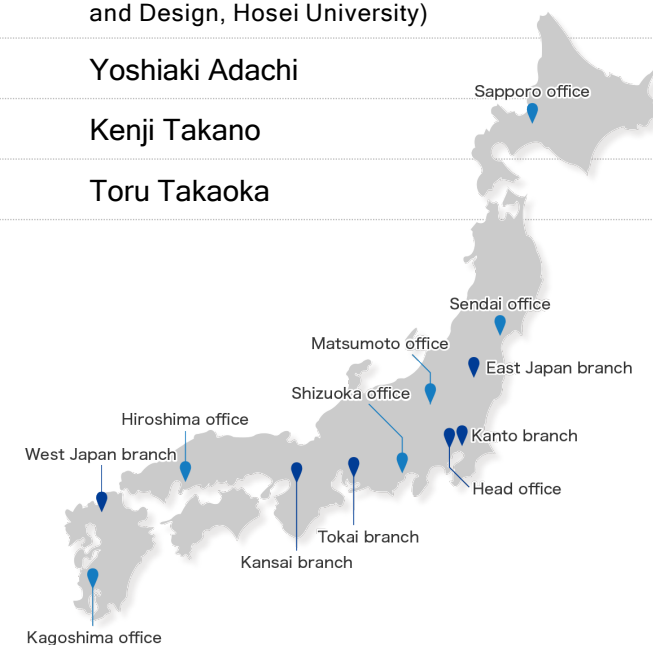 and Design, Hosei University)
Yoshiaki Adachi
Kenji Takano
Toru Takaoka
Sapporo office
Sendai office
Matsumoto office
East Japan branch
Shizuoka office
Hiroshima office
Kanto branch
West Japan branch
Head office
Tokai branch
Kansai branch
Kagoshima office